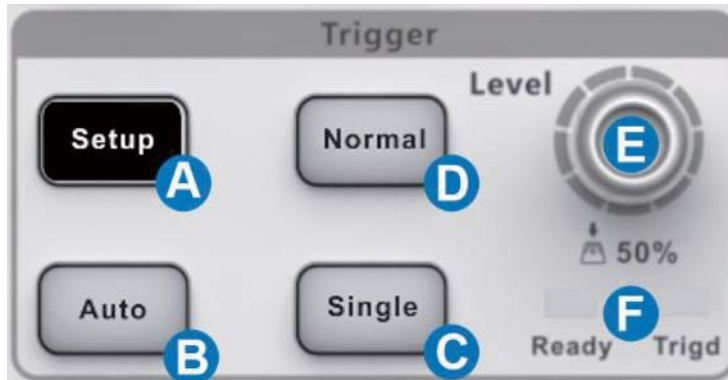 Trigger
Level
Setup
A
Normal
D
E
50%
Auto
B
Single
C
F
Ready
Trigd